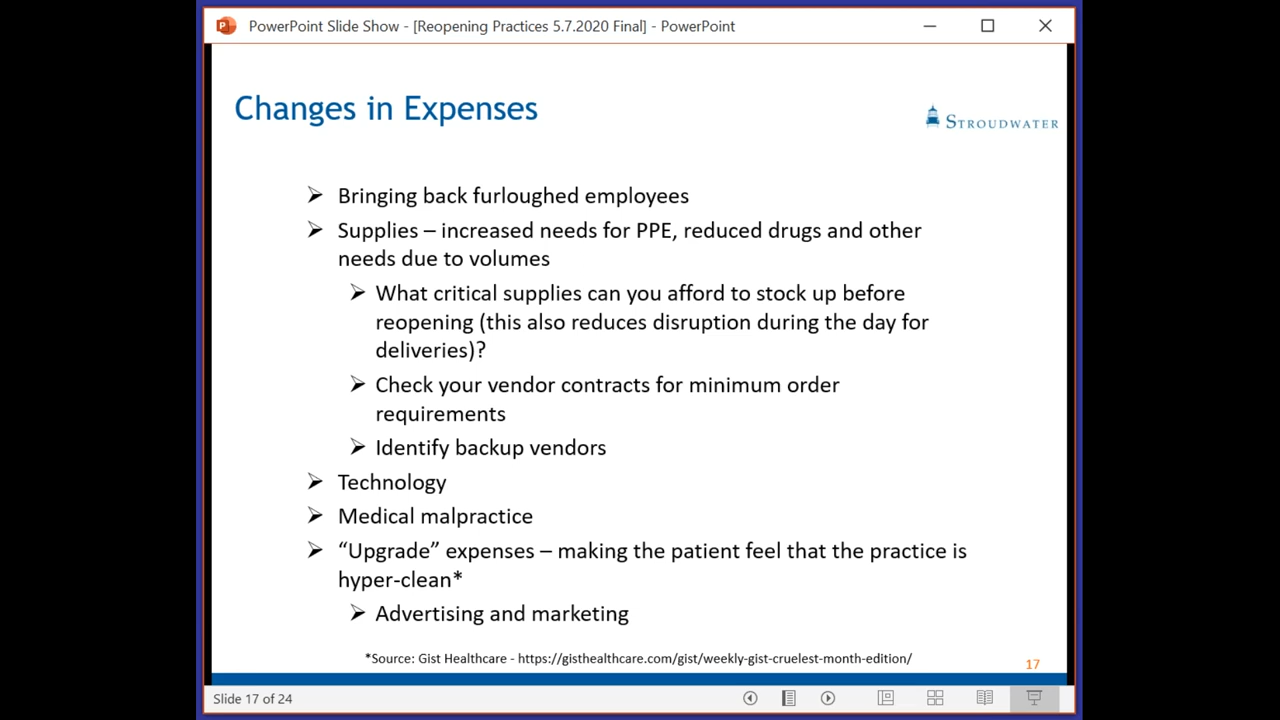 PowerPoint Slide Show - [Reopening Practices 5.7.2020 Final] - PowerPoint
Changes in Expenses
STROUDWATER
Bringing back furloughed employees
Supplies – increased needs for PPE, reduced drugs and other
needs due to volumes
What critical supplies can you afford to stock up before
reopening (this also reduces disruption during the day for
deliveries)?
Check your vendor contracts for minimum order
requirements
Identify backup vendors
Technology
Medical malpractice
“Upgrade” expenses – making the patient feel that the practice is
hyper-clean*
Advertising and marketing
*Source: Gist Healthcare - https://gisthealthcare.com/gist/weekly-gist-cruelest-month-edition/
17
Slide 17 of 24